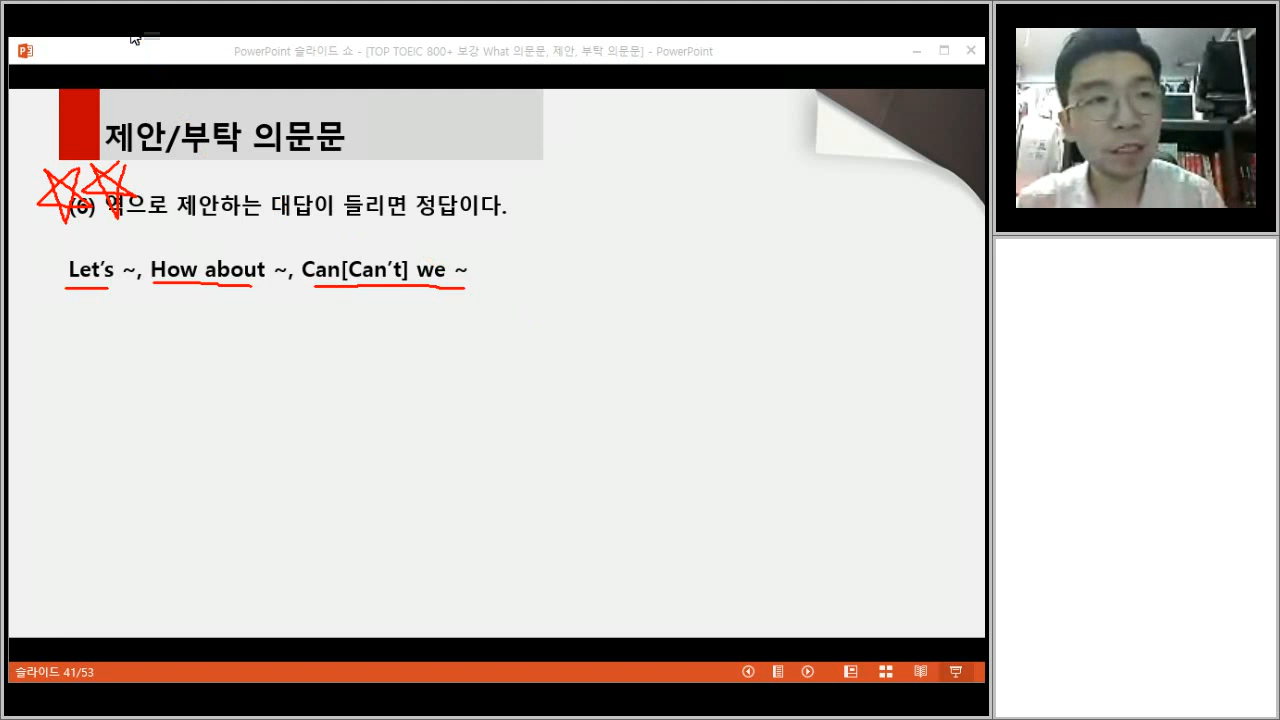 PowerPoint 슬라이드 쇼 - [TOP TOEIC 800+ 보강 What 의문문, 제안, 부탁 의문문] - PowerPoint
제안/부탁 의문문
(6) 역으로 제안하는 대답이 들리면 정답이다.
Let's ~, How about ~, Can[Can't] we ~
슬라이드 41/53